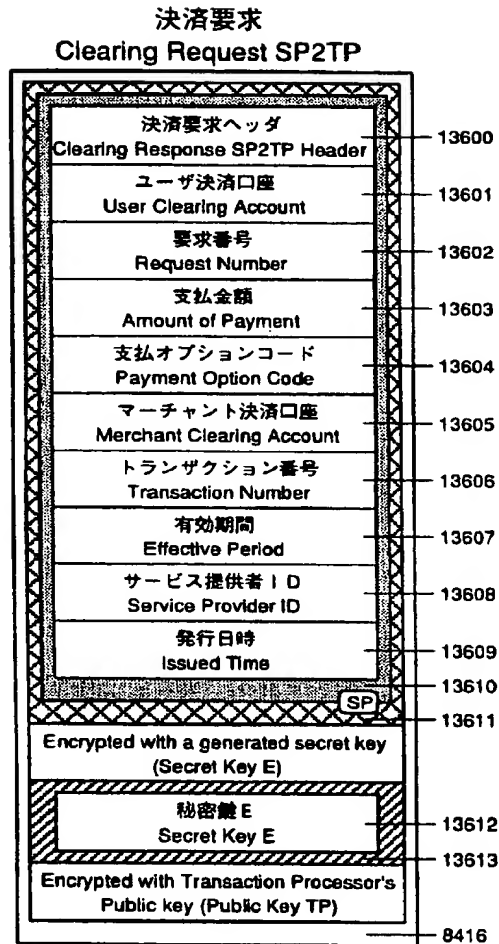 決済要求
Clearing Request SP2TP
決済要求ヘッダ
Clearing Response SP2TP Header
13600
ユーザ決済口座
User Clearing Account
13601
要求番号
Request Number
13602
支払金額
Amount of Payment
13603
支払オプションコード
Payment Option Code
13604
マーチャント決済口座
Merchant Clearing Account
13605
トランザクション番号
Transaction Number
13606
有効期間
Effective Period
13607
サービス提供者ID
Service Provider ID
13608
発行日時
Issued Time
13609
13610
SP
13611
Encrypted with a generated secret key
(Secret Key E)
秘密鍵E
Secret Key E
13612
13613
Encrypted with Transaction Processor's
Public key (Public Key TP)
8416